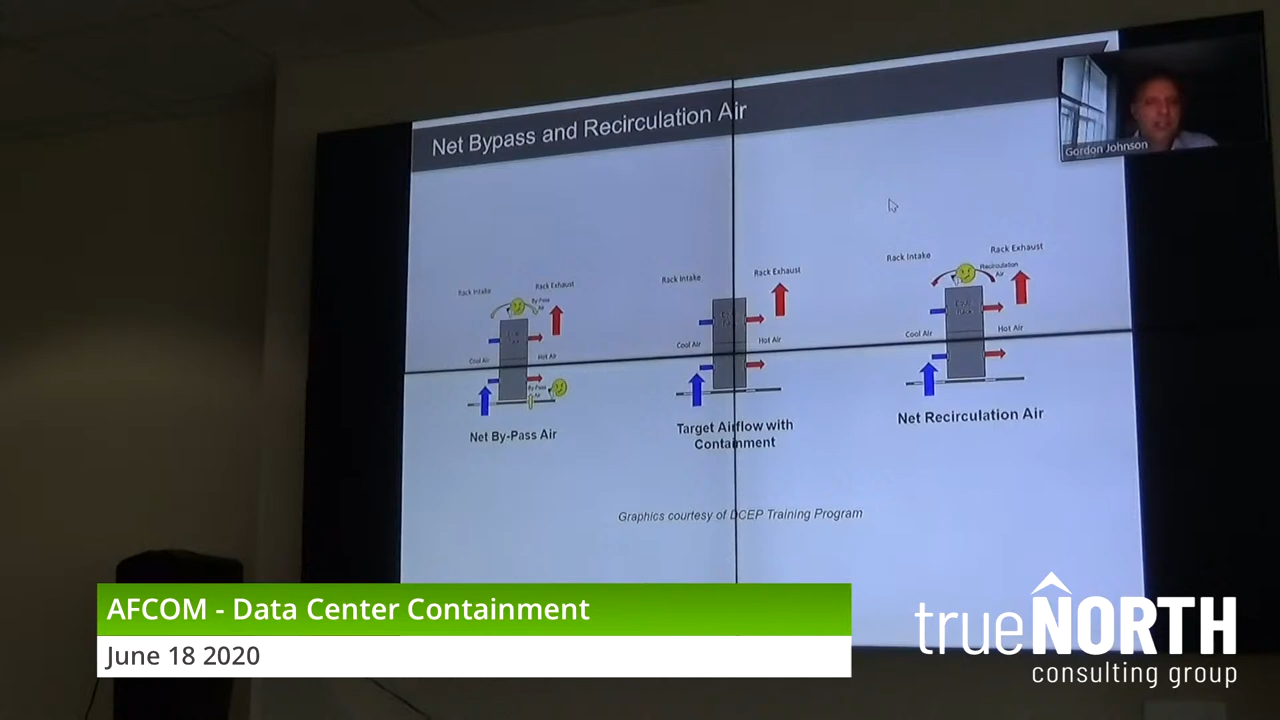 Net Bypass and Recirculation Air
Gordon Johnson
Rack Intake
Rack Exhaust
By-Pass
Air
Cool Air
Hot Air
By-Pass
Air
Net By-Pass Air
Rack Intake
Rack Exhaust
Cool Air
Hot Air
Target Airflow with
Containment
Rack Intake
Rack Exhaust
Recirculation
Air
Cool Air
Hot Air
Net Recirculation Air
Graphics courtesy of DCEP Training Program
AFCOM - Data Center Containment
June 18 2020
trueNORTH
consulting group